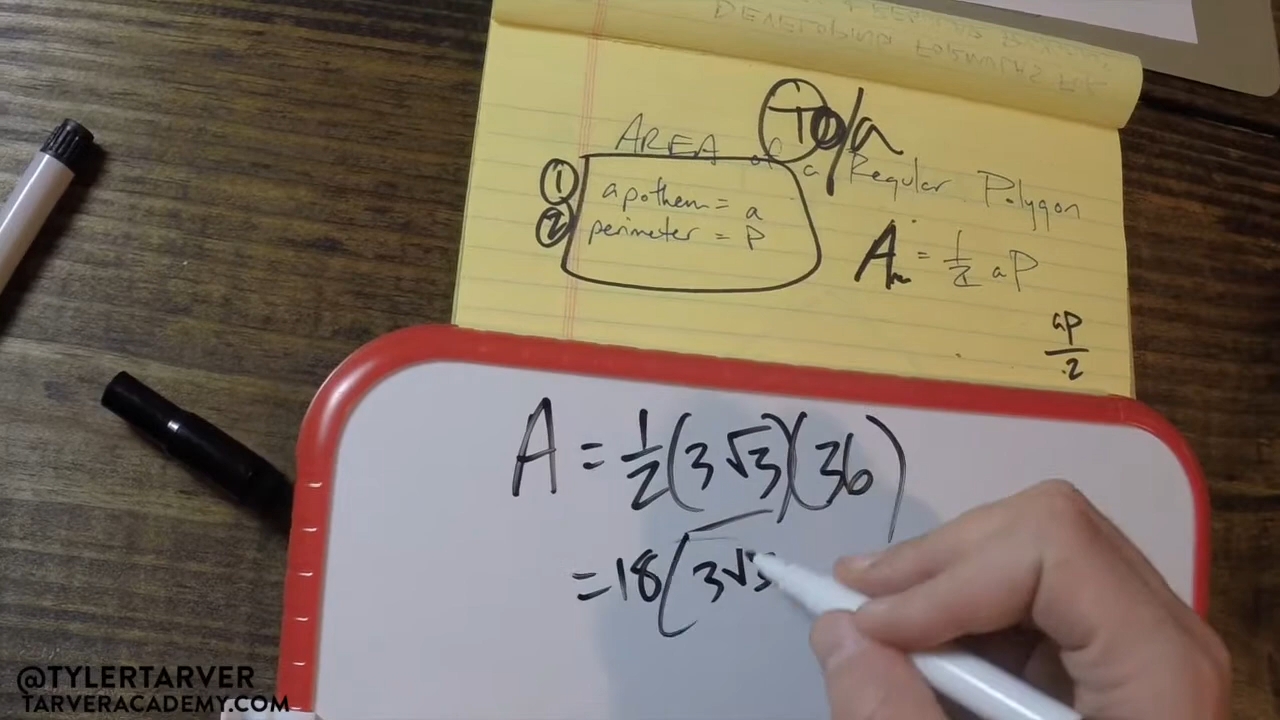 AREA of a Regular Polygon
① apothem = a
② perimeter = P
A = 1/2 aP
aP/2
A = 1/2(3√3)(36)
= 18(3√3
@TYLERTARVER
TARVERACADEMY.COM